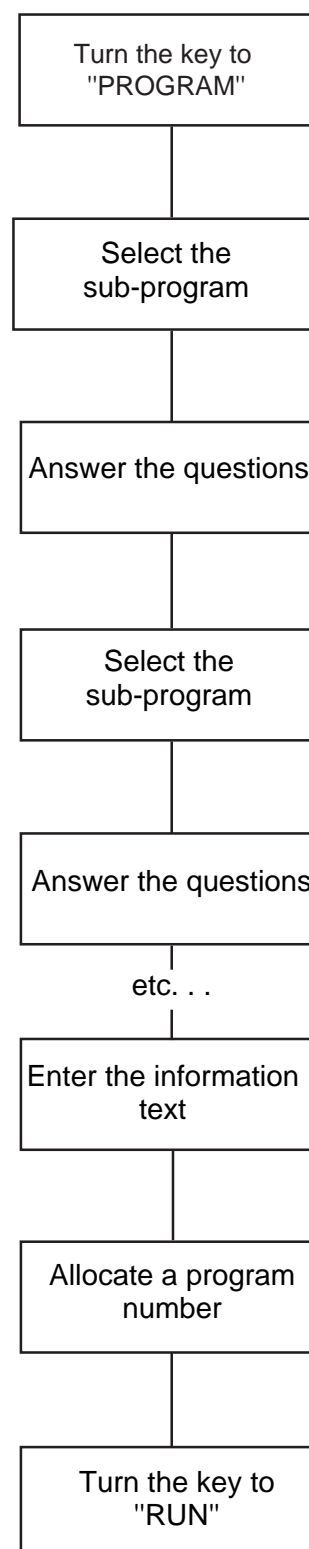 Turn the key to
"PROGRAM"
Select the
sub-program
Answer the questions
Select the
sub-program
Answer the questions
etc. . .
Enter the information
text
Allocate a program
number
Turn the key to
"RUN"